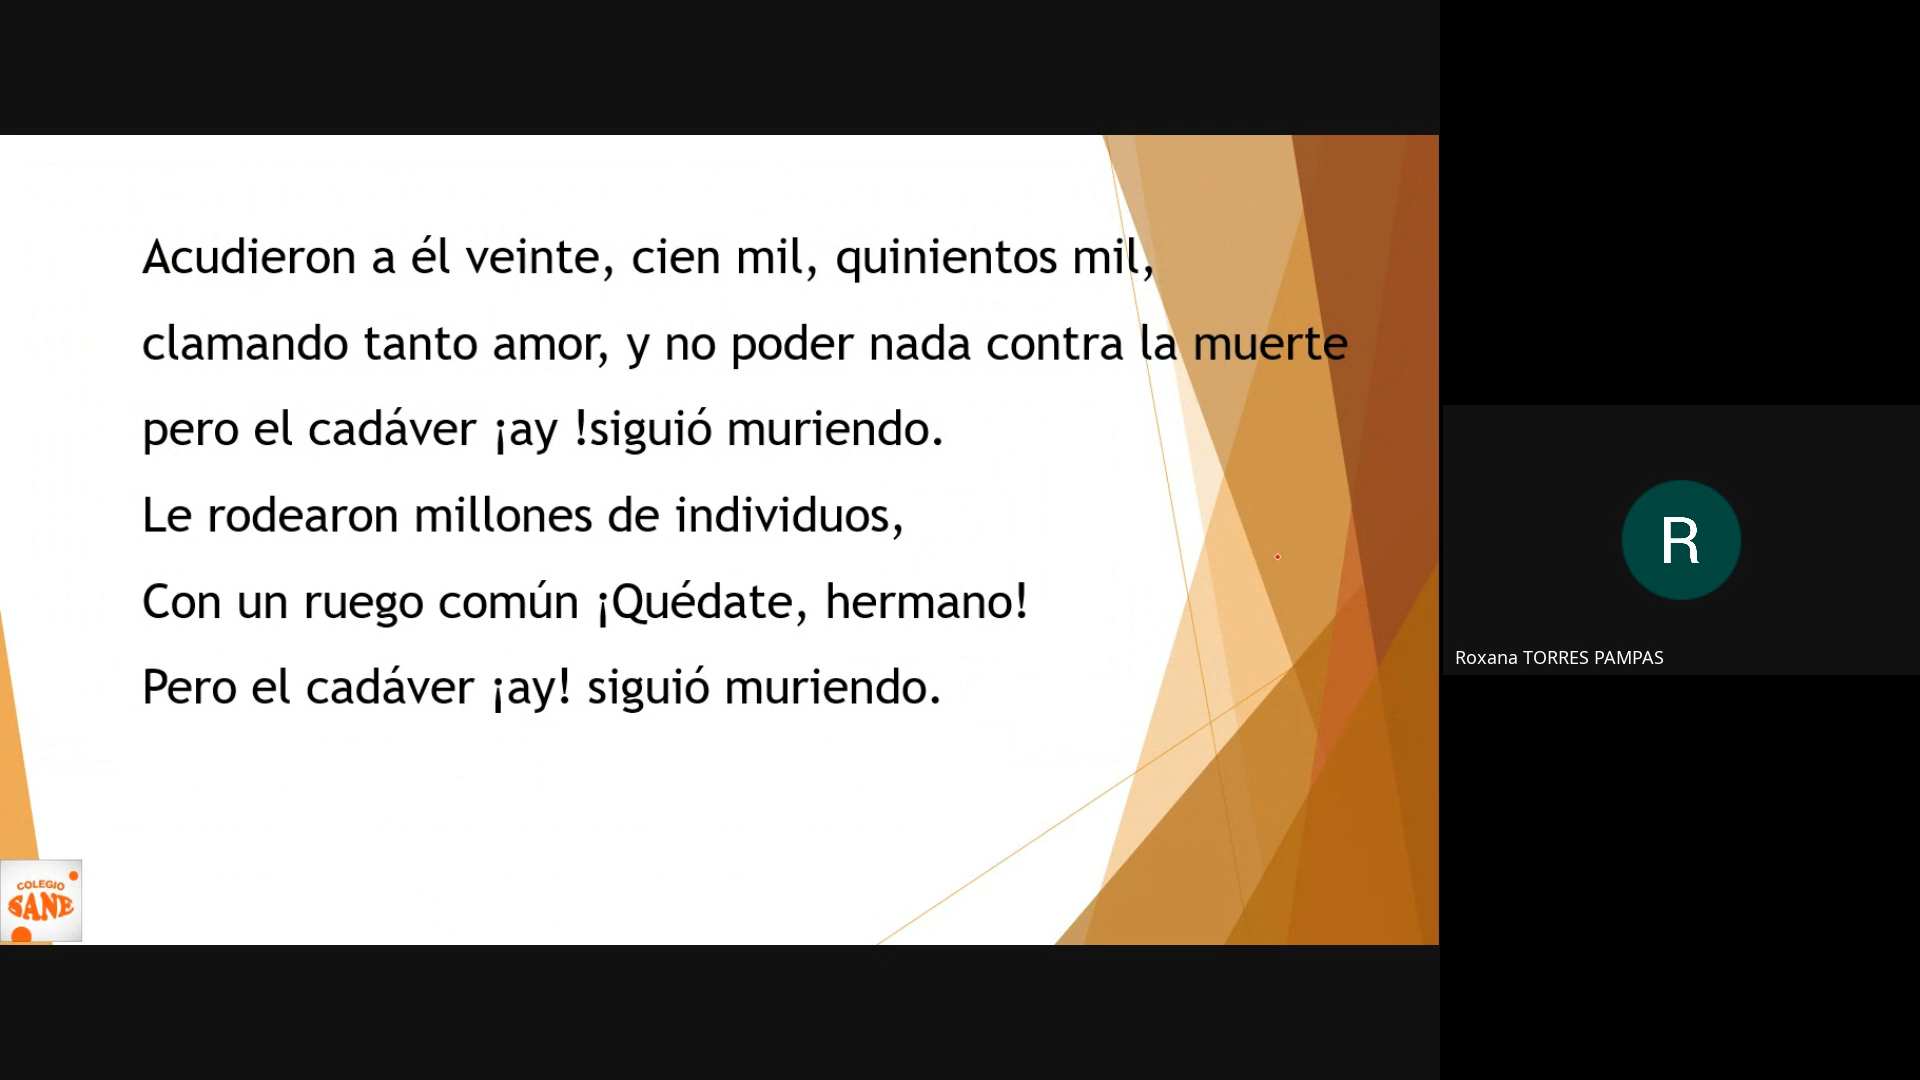 Acudieron a él veinte, cien mil, quinientos mil,
clamando tanto amor, y no poder nada contra la muerte
pero el cadáver ¡ay !siguió muriendo.
Le rodearon millones de individuos,
Con un ruego común ¡Quédate, hermano!
Pero el cadáver ¡ay! siguió muriendo.
COLEGIO
SANE
R
Roxana TORRES PAMPAS